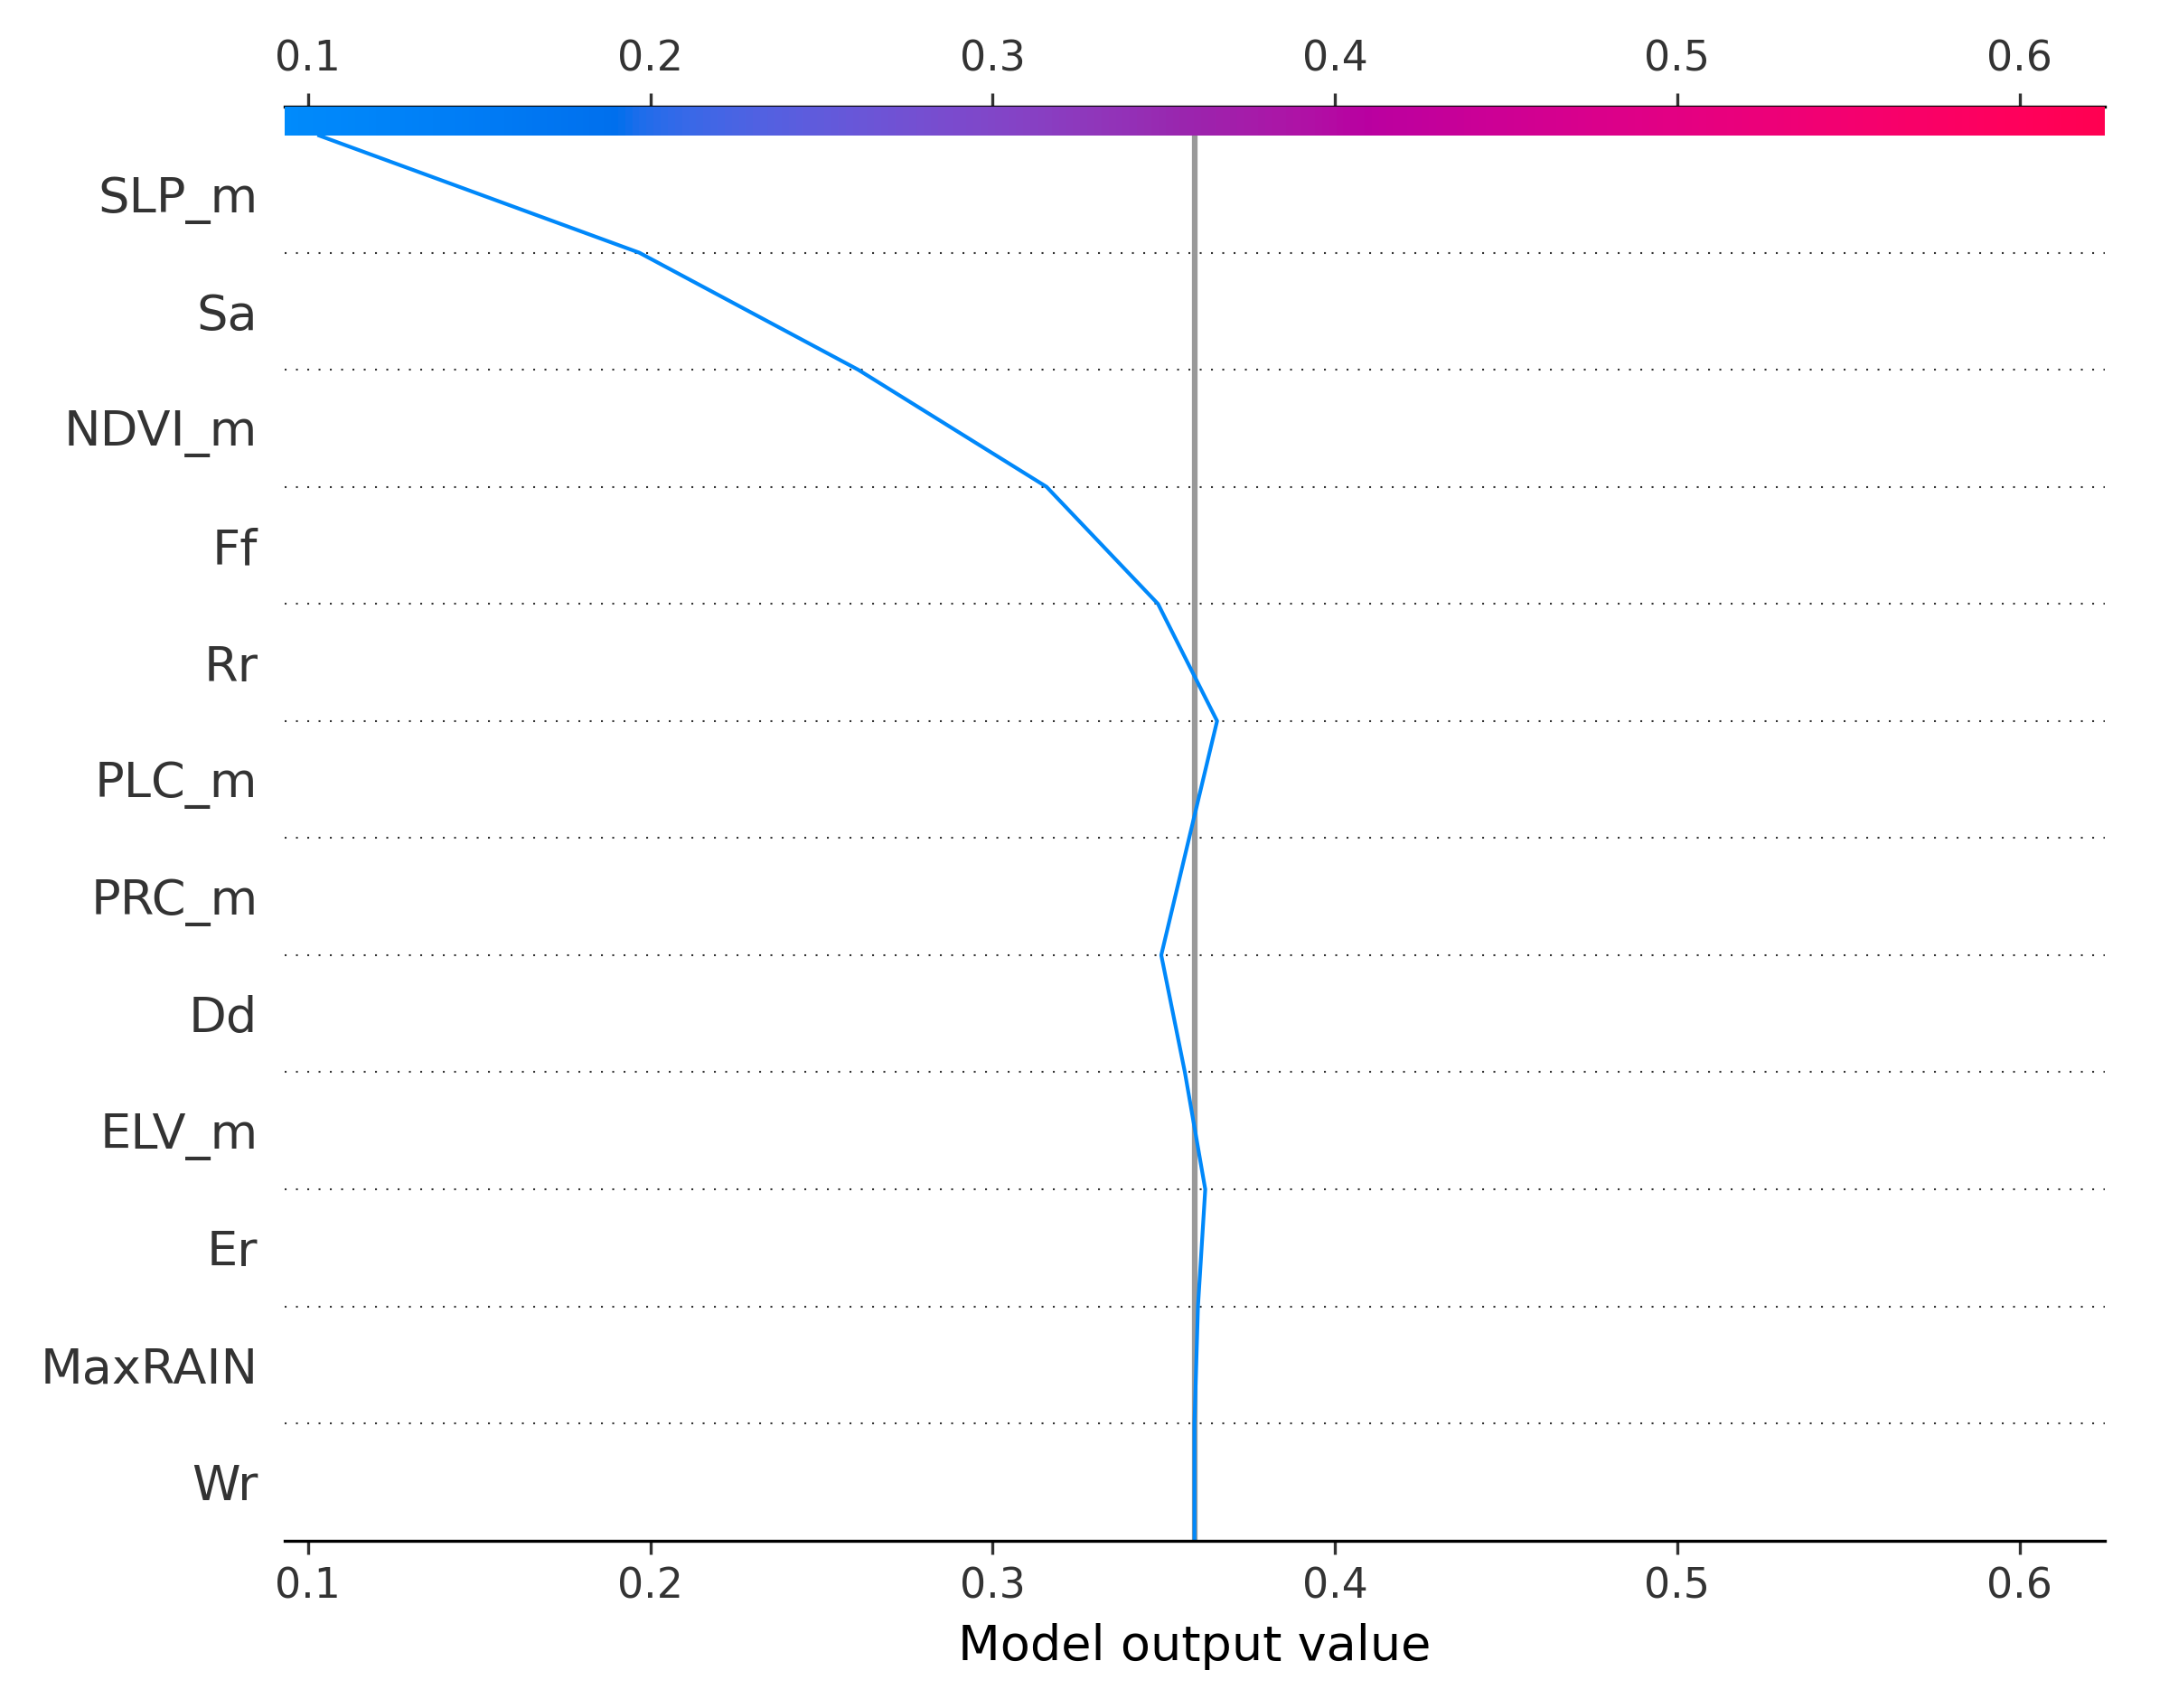 0.1 0.2 0.3 0.4 0.5 0.6
SLP_m
Sa
NDVI_m
Ff
Rr
PLC_m
PRC_m
Dd
ELV_m
Er
MaxRAIN
Wr
0.1 0.2 0.3 0.4 0.5 0.6
Model output value